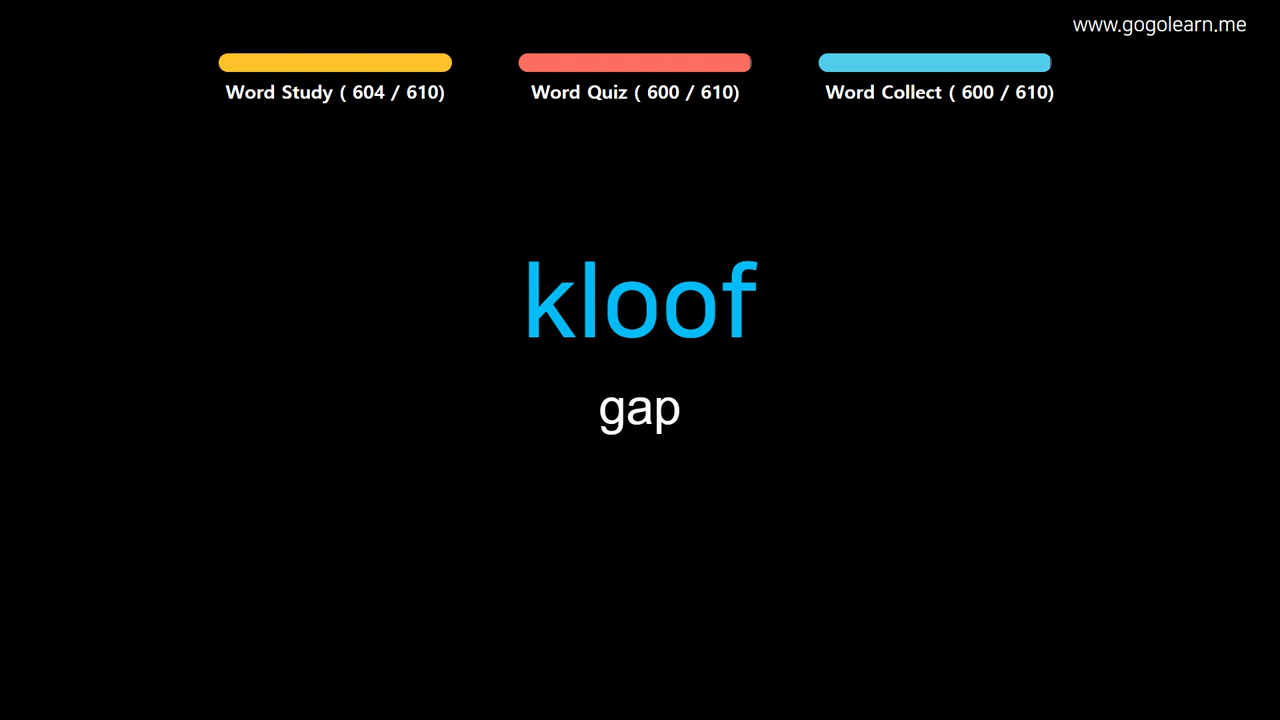 www.gogolearn.me
Word Study ( 604 / 610)
Word Quiz ( 600 / 610)
Word Collect ( 600 / 610)
kloof
gap